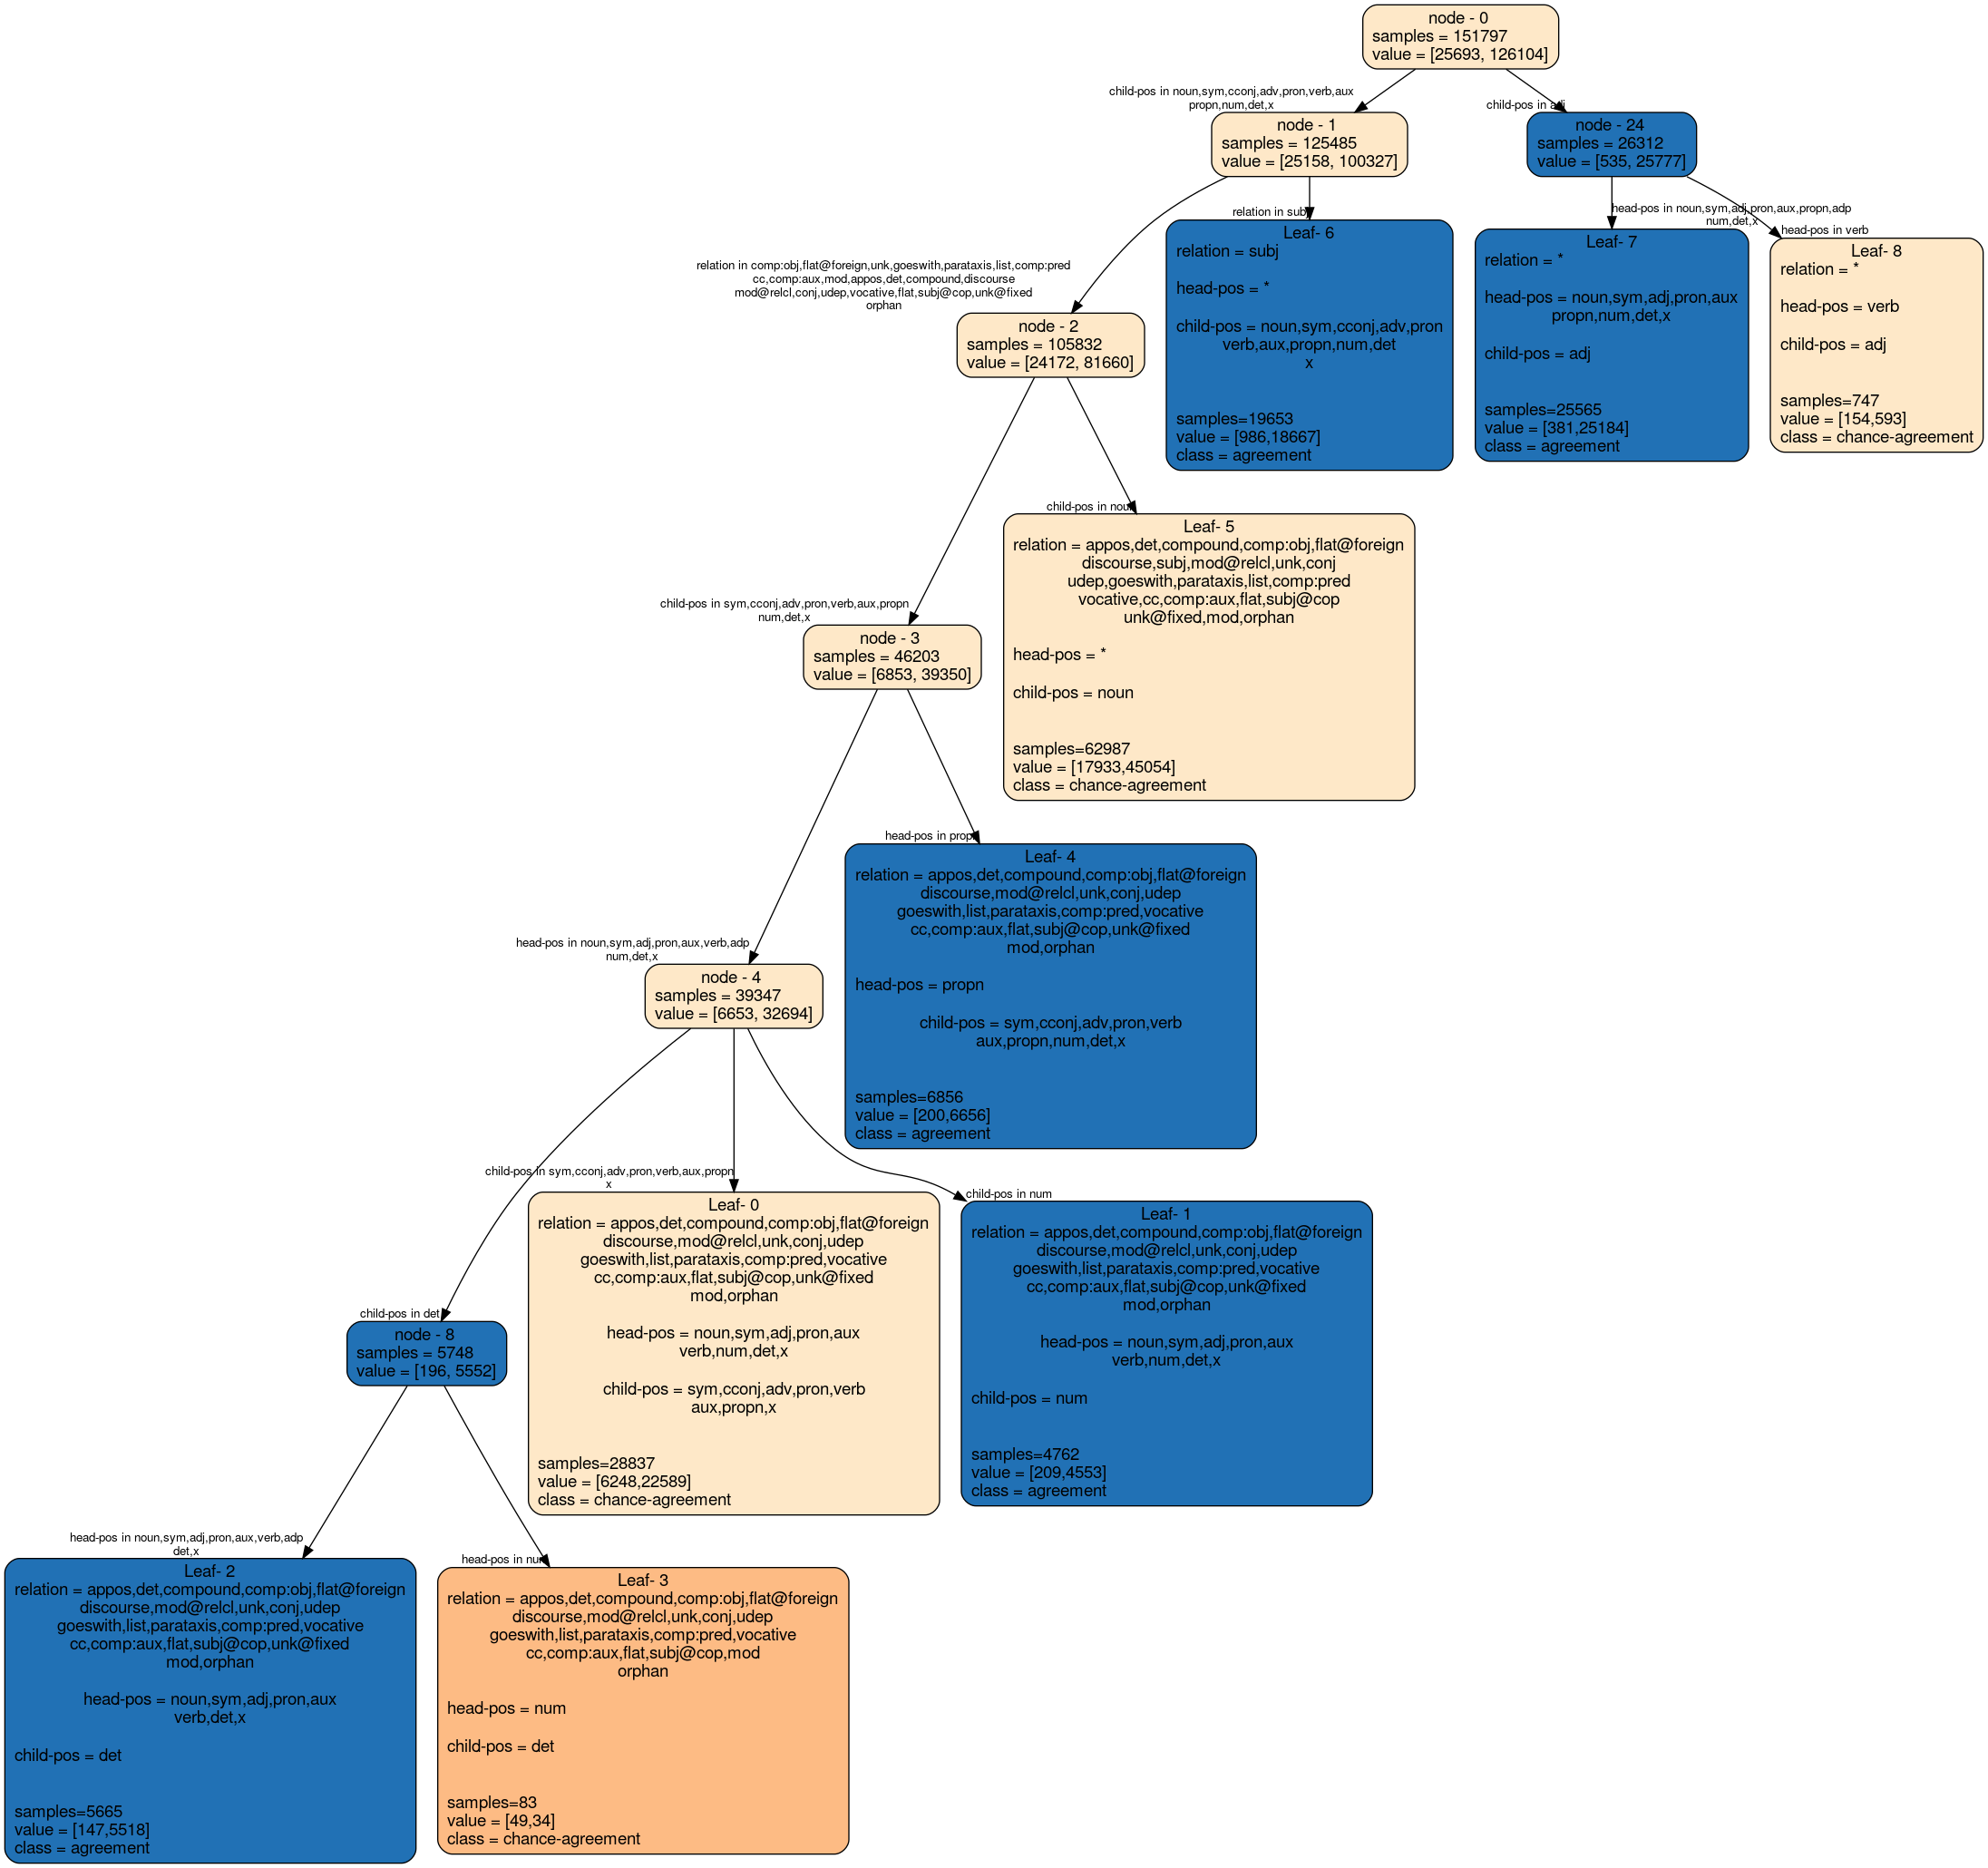 node - 0
samples = 151797
value = [25693, 126104]
child-pos in noun,sym,cconj,adv,pron,verb,aux
propn,num,det,x
child-pos in adj
node - 1
samples = 125485
value = [25158, 100327]
node - 24
samples = 26312
value = [535, 25777]
relation in comp:obj,flat@foreign,unk,goeswith,parataxis,list,comp:pred
cc,comp:aux,mod,appos,det,compound,discourse
mod@relcl,conj,udep,vocative,flat,subj@cop,unk@fixed
orphan
relation in subj
head-pos in noun,sym,adj,pron,aux,propn,adp
num,det,x
head-pos in verb
node - 2
samples = 105832
value = [24172, 81660]
Leaf- 6
relation = subj
head-pos = *
child-pos = noun,sym,cconj,adv,pron
verb,aux,propn,num,det
x
samples=19653
value = [986,18667]
class = agreement
Leaf- 7
relation = *
head-pos = noun,sym,adj,pron,aux
propn,num,det,x
child-pos = adj
samples=25565
value = [381,25184]
class = agreement
Leaf- 8
relation = *
head-pos = verb
child-pos = adj
samples=747
value = [154,593]
class = chance-agreement
child-pos in sym,cconj,adv,pron,verb,aux,propn
num,det,x
child-pos in noun
node - 3
samples = 46203
value = [6853, 39350]
Leaf- 5
relation = appos,det,compound,comp:obj,flat@foreign
discourse,subj,mod@relcl,unk,conj
udep,goeswith,parataxis,list,comp:pred
vocative,cc,comp:aux,flat,subj@cop
unk@fixed,mod,orphan
head-pos = *
child-pos = noun
samples=62987
value = [17933,45054]
class = chance-agreement
head-pos in noun,sym,adj,pron,aux,verb,adp
num,det,x
head-pos in propn
node - 4
samples = 39347
value = [6653, 32694]
Leaf- 4
relation = appos,det,compound,comp:obj,flat@foreign
discourse,mod@relcl,unk,conj,udep
goeswith,list,parataxis,comp:pred,vocative
cc,comp:aux,flat,subj@cop,unk@fixed
mod,orphan
head-pos = propn
child-pos = sym,cconj,adv,pron,verb
aux,propn,num,det,x
samples=6856
value = [200,6656]
class = agreement
child-pos in det
child-pos in sym,cconj,adv,pron,verb,aux,propn
x
child-pos in num
node - 8
samples = 5748
value = [196, 5552]
Leaf- 0
relation = appos,det,compound,comp:obj,flat@foreign
discourse,mod@relcl,unk,conj,udep
goeswith,list,parataxis,comp:pred,vocative
cc,comp:aux,flat,subj@cop,unk@fixed
mod,orphan
head-pos = noun,sym,adj,pron,aux
verb,num,det,x
child-pos = sym,cconj,adv,pron,verb
aux,propn,x
samples=28837
value = [6248,22589]
class = chance-agreement
Leaf- 1
relation = appos,det,compound,comp:obj,flat@foreign
discourse,mod@relcl,unk,conj,udep
goeswith,list,parataxis,comp:pred,vocative
cc,comp:aux,flat,subj@cop,unk@fixed
mod,orphan
head-pos = noun,sym,adj,pron,aux
verb,num,det,x
child-pos = num
samples=4762
value = [209,4553]
class = agreement
head-pos in noun,sym,adj,pron,aux,verb,adp
det,x
head-pos in num
Leaf- 2
relation = appos,det,compound,comp:obj,flat@foreign
discourse,mod@relcl,unk,conj,udep
goeswith,list,parataxis,comp:pred,vocative
cc,comp:aux,flat,subj@cop,unk@fixed
mod,orphan
head-pos = noun,sym,adj,pron,aux
verb,det,x
child-pos = det
samples=5665
value = [147,5518]
class = agreement
Leaf- 3
relation = appos,det,compound,comp:obj,flat@foreign
discourse,mod@relcl,unk,conj,udep
goeswith,list,parataxis,comp:pred,vocative
cc,comp:aux,flat,subj@cop,mod
orphan
head-pos = num
child-pos = det
samples=83
value = [49,34]
class = chance-agreement